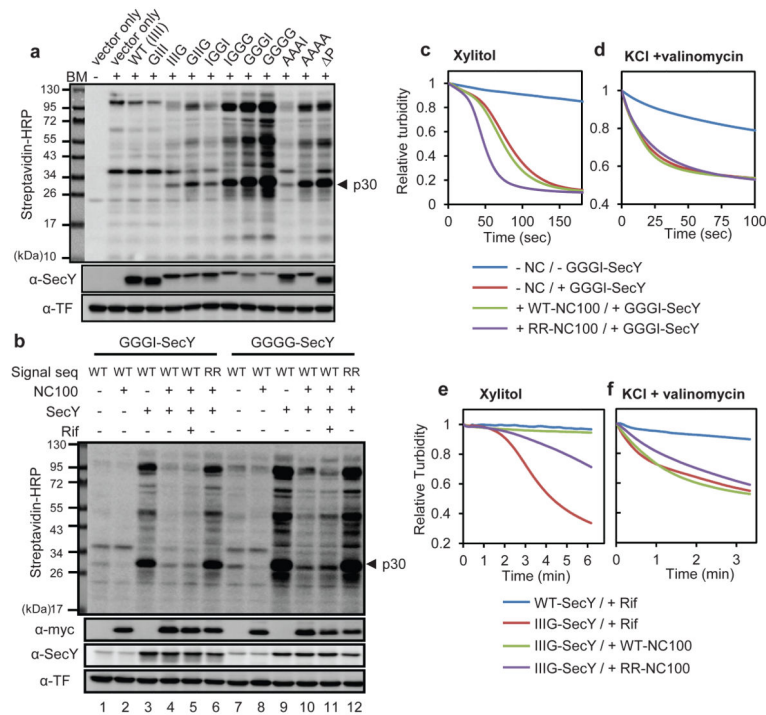 a
vector only
vector only
WT (IIII)
GIII
IIIG
GIIG
IGGI
IGGG
GGGI
GGGG
AAAI
AAAA
ΔP
BM - + + + + + + + + + + + +
130
95
72
55
43
34
26
17
(kDa)10
Streptavidin-HRP
p30
α-SecY
α-TF
b
GGGI-SecY GGGG-SecY
Signal seq WT WT WT WT WT RR WT WT WT WT WT RR
NC100 - + - + + + - + - + + +
SecY - - + + + + - - + + + +
Rif + +
130
95
72
55
43
34
26
(kDa)17
Streptavidin-HRP
p30
α-myc
α-SecY
α-TF
1 2 3 4 5 6 7 8 9 10 11 12
c
Xylitol
Relative turbidity
1
0.8
0.6
0.4
0.2
0
0 50 100 150
Time (sec)
d
KCl +valinomycin
1
0.8
0.6
0.4
0 25 50 75 100
Time (sec)
- NC / - GGGI-SecY
- NC / + GGGI-SecY
+ WT-NC100 / + GGGI-SecY
+ RR-NC100 / + GGGI-SecY
e
Xylitol
Relative Turbidity
1
0.8
0.6
0.4
0.2
0 1 2 3 4 5 6
Time (min)
f
KCl + valinomycin
0 1 2 3
Time (min)
WT-SecY / + Rif
IIIG-SecY / + Rif
IIIG-SecY / + WT-NC100
IIIG-SecY / + RR-NC100